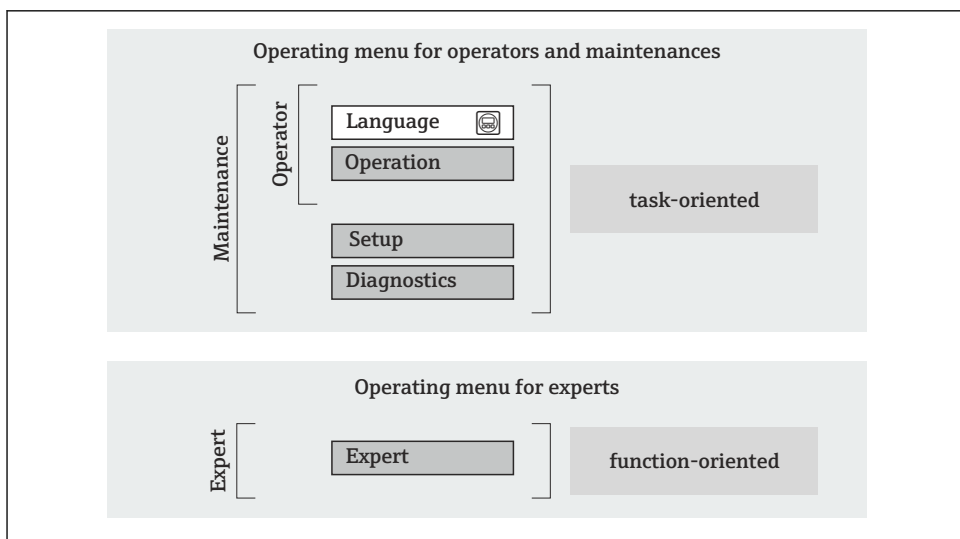 Operating menu for operators and maintenances
Maintenance
Operator
Language
Operation
Setup
Diagnostics
task-oriented
Operating menu for experts
Expert
Expert
function-oriented